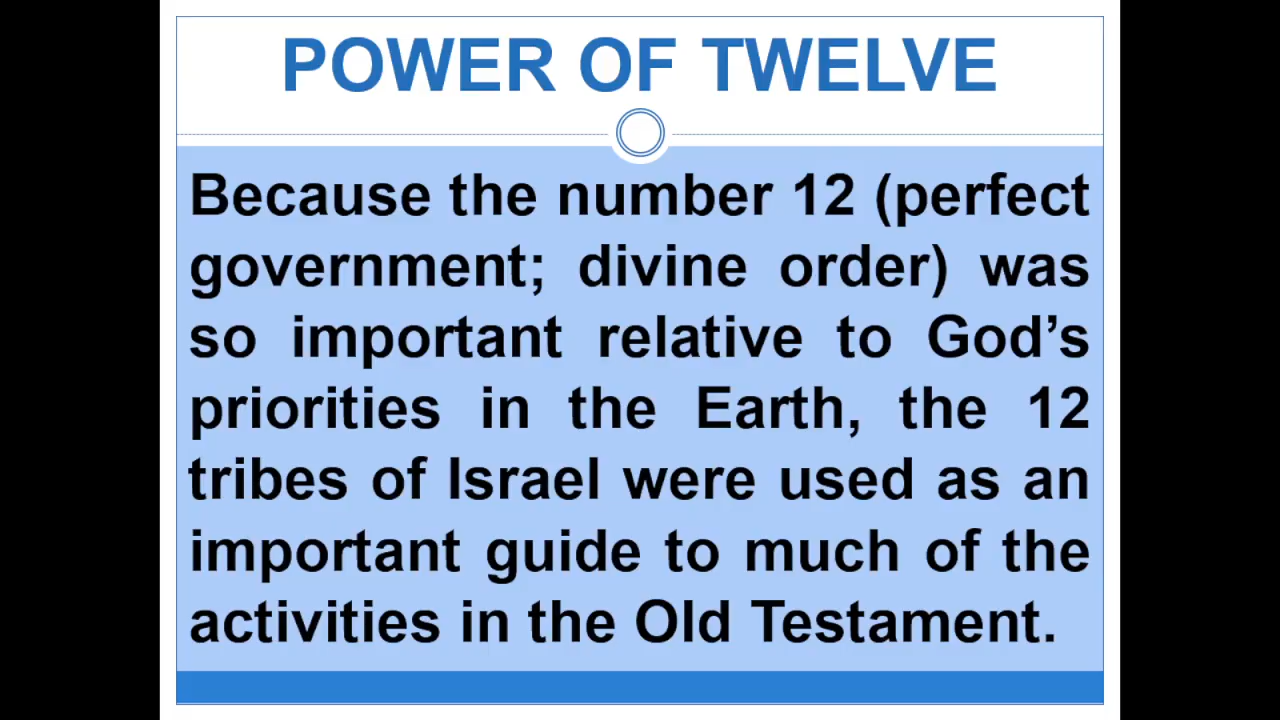 POWER OF TWELVE
Because the number 12 (perfect
government; divine order) was
so important relative to God’s
priorities in the Earth, the 12
tribes of Israel were used as an
important guide to much of the
activities in the Old Testament.